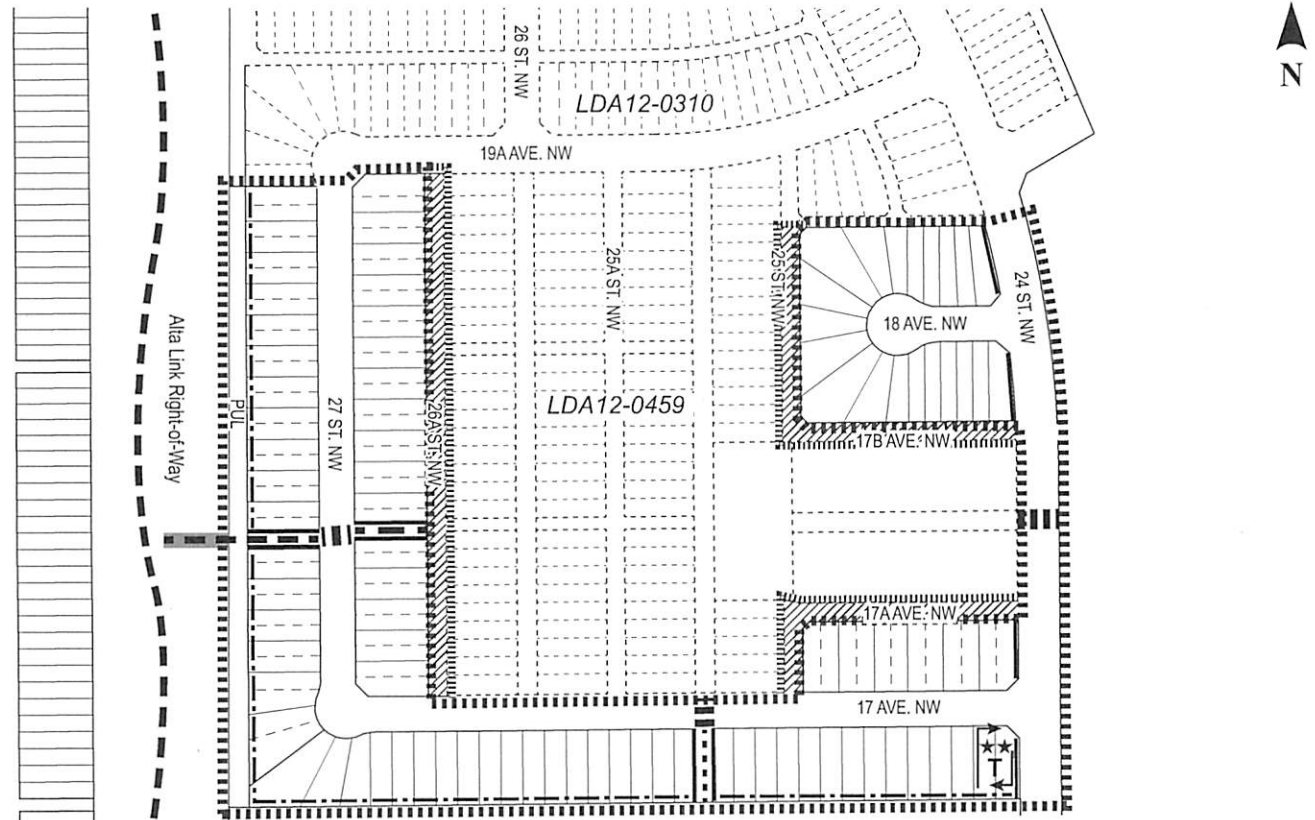 N
26 ST. NW
LDA12-0310
19A AVE. NW
25A ST. NW
25 ST. NW
24 ST. NW
18 AVE. NW
Alta Link Right-of-Way
PUL
27 ST. NW
26A ST. NW
LDA12-0459
17B AVE. NW
17A AVE. NW
17 AVE. NW
T